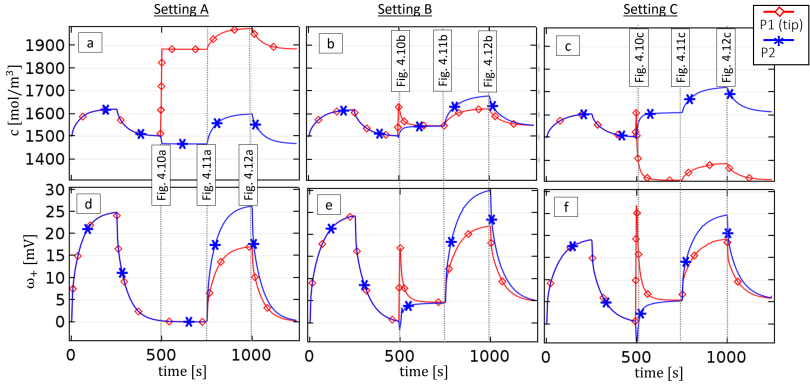 Setting A
Setting B
Setting C
P1 (tip)
P2
c [mol/m³]
1900
1800
1700
1600
1500
1400
a
b
c
Fig. 4.10b
Fig. 4.11b
Fig. 4.12b
Fig. 4.10c
Fig. 4.11c
Fig. 4.12c
Fig. 4.10a
Fig. 4.11a
Fig. 4.12a
ω₊ [mV]
30
25
20
15
10
5
0
d
e
f
0 500 1000
0 500 1000
0 500 1000
time [s]
time [s]
time [s]